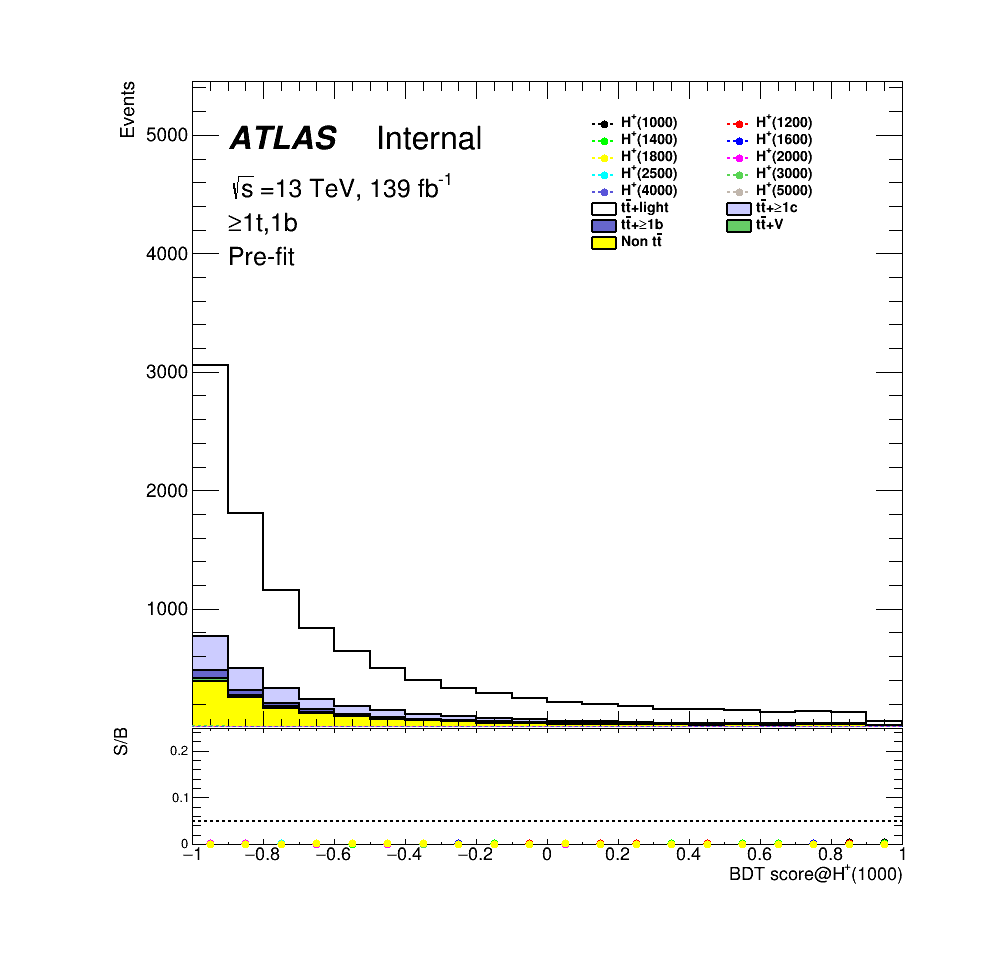 Events
5000
4000
3000
2000
1000
ATLAS Internal
√s =13 TeV, 139 fb⁻¹
≥1t,1b
Pre-fit
H⁺(1000) H⁺(1200)
H⁺(1400) H⁺(1600)
H⁺(1800) H⁺(2000)
H⁺(2500) H⁺(3000)
H⁺(4000) H⁺(5000)
tt̄+light tt̄+≥1c
tt̄+≥1b tt̄+V
Non tt̄
S/B
0.2
0.1
0
−1 −0.8 −0.6 −0.4 −0.2 0 0.2 0.4 0.6 0.8 1
BDT score@H⁺(1000)